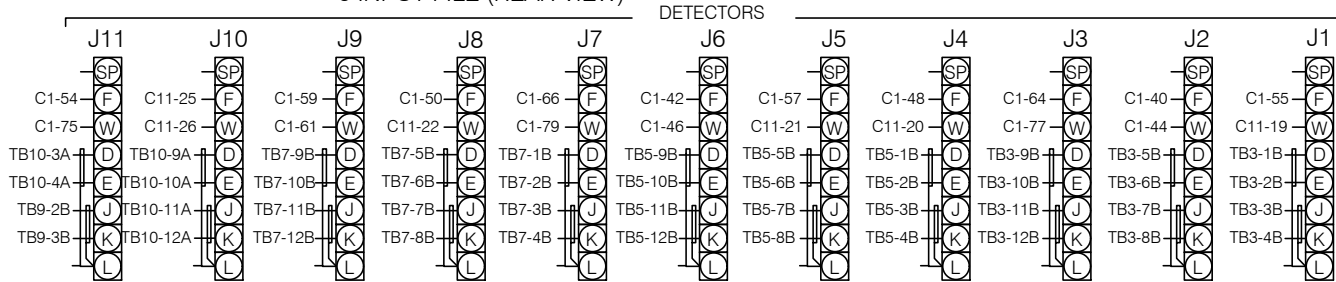 DETECTORS
J11 J10 J9 J8 J7 J6 J5 J4 J3 J2 J1
SP SP SP SP SP SP SP SP SP SP SP
C1-54 F C11-25 F C1-59 F C1-50 F C1-66 F C1-42 F C1-57 F C1-48 F C1-64 F C1-40 F C1-55 F
C1-75 W C11-26 W C1-61 W C11-22 W C1-79 W C1-46 W C11-21 W C11-20 W C1-77 W C1-44 W C11-19 W
TB10-3A D TB10-9A D TB7-9B D TB7-5B D TB7-1B D TB5-9B D TB5-5B D TB5-1B D TB3-9B D TB3-5B D TB3-1B D
TB10-4A E TB10-10A E TB7-10B E TB7-6B E TB7-2B E TB5-10B E TB5-6B E TB5-2B E TB3-10B E TB3-6B E TB3-2B E
TB9-2B J TB10-11A J TB7-11B J TB7-7B J TB7-3B J TB5-11B J TB5-7B J TB5-3B J TB3-11B J TB3-7B J TB3-3B J
TB9-3B K TB10-12A K TB7-12B K TB7-8B K TB7-4B K TB5-12B K TB5-8B K TB5-4B K TB3-12B K TB3-8B K TB3-4B K
L L L L L L L L L L L